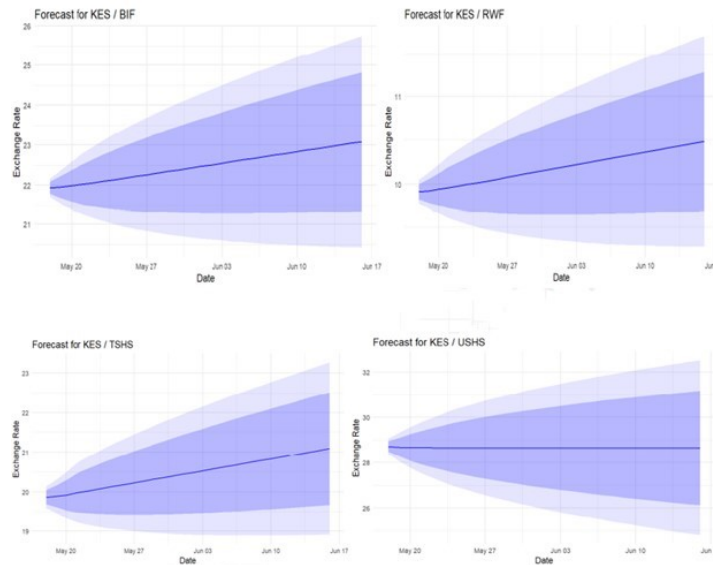 Forecast for KES / BIF
Exchange Rate
26
25
24
23
22
21
May 20
May 27
Jun 03
Jun 10
Jun 17
Date
Forecast for KES / RWF
Exchange Rate
11
10
May 20
May 27
Jun 03
Jun 10
Jun
Date
Forecast for KES / TSHS
Exchange Rate
23
22
21
20
19
May 20
May 27
Jun 03
Jun 10
Jun 17
Date
Forecast for KES / USHS
Exchange Rate
32
30
28
26
May 20
May 27
Jun 03
Jun 10
Jun
Date